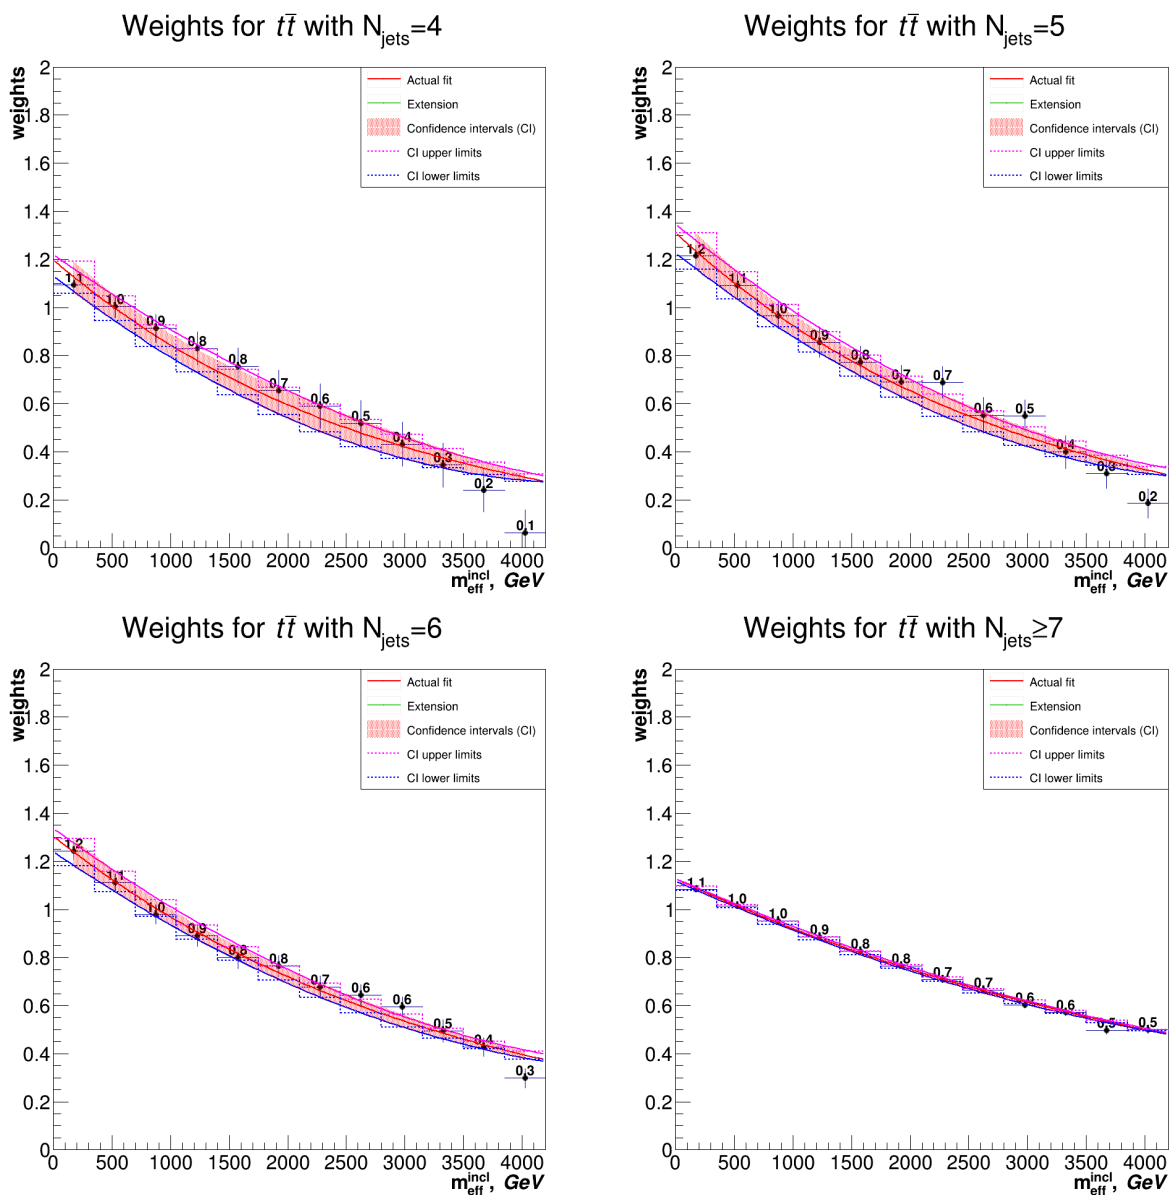 Weights for tt̄ with N_jets=4
weights
2
1.8
1.6
1.4
1.2
1
0.8
0.6
0.4
0.2
0
Actual fit
Extension
Confidence intervals (CI)
CI upper limits
CI lower limits
1.1 1.0 0.9 0.8 0.8 0.7 0.6 0.5 0.4 0.3 0.2 0.1
0 500 1000 1500 2000 2500 3000 3500 4000
m_eff^incl, GeV
Weights for tt̄ with N_jets=5
weights
2
1.8
1.6
1.4
1.2
1
0.8
0.6
0.4
0.2
0
Actual fit
Extension
Confidence intervals (CI)
CI upper limits
CI lower limits
1.2 1.1 1.0 0.9 0.8 0.7 0.7 0.6 0.5 0.4 0.3 0.2
0 500 1000 1500 2000 2500 3000 3500 4000
m_eff^incl, GeV
Weights for tt̄ with N_jets=6
weights
2
1.8
1.6
1.4
1.2
1
0.8
0.6
0.4
0.2
0
Actual fit
Extension
Confidence intervals (CI)
CI upper limits
CI lower limits
1.2 1.1 1.0 0.9 0.8 0.8 0.7 0.6 0.6 0.5 0.4 0.3
0 500 1000 1500 2000 2500 3000 3500 4000
m_eff^incl, GeV
Weights for tt̄ with N_jets≥7
weights
2
1.8
1.6
1.4
1.2
1
0.8
0.6
0.4
0.2
0
Actual fit
Extension
Confidence intervals (CI)
CI upper limits
CI lower limits
1.1 1.0 1.0 0.9 0.8 0.8 0.7 0.7 0.6 0.6 0.5 0.5
0 500 1000 1500 2000 2500 3000 3500 4000
m_eff^incl, GeV